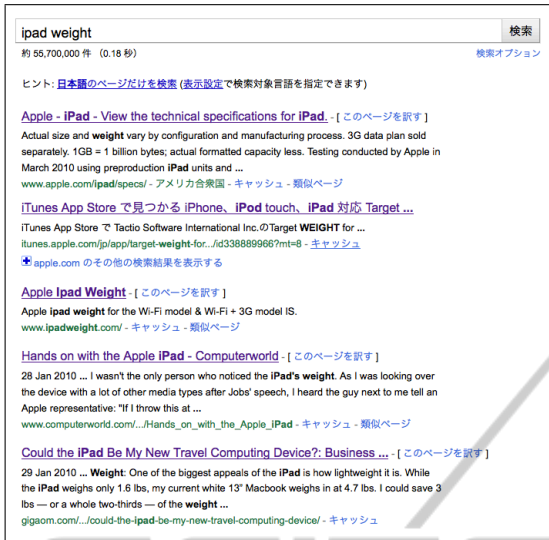 ipad weight 検索
約 55,700,000 件 （0.18 秒） 検索オプション
ヒント: 日本語のページだけを検索 (表示設定で検索対象言語を指定できます)
Apple - iPad - View the technical specifications for iPad. - [ このページを訳す ]
Actual size and weight vary by configuration and manufacturing process. 3G data plan sold
separately. 1GB = 1 billion bytes; actual formatted capacity less. Testing conducted by Apple in
March 2010 using preproduction iPad units and ...
www.apple.com/ipad/specs/ - アメリカ合衆国 - キャッシュ - 類似ページ
iTunes App Store で見つかる iPhone、iPod touch、iPad 対応 Target ...
iTunes App Store で Tactio Software International Inc.のTarget WEIGHT for ...
itunes.apple.com/jp/app/target-weight-for.../id338889966?mt=8 - キャッシュ
apple.com のその他の検索結果を表示する
Apple Ipad Weight - [ このページを訳す ]
Apple ipad weight for the Wi-Fi model & Wi-Fi + 3G model IS.
www.ipadweight.com/ - キャッシュ - 類似ページ
Hands on with the Apple iPad - Computerworld - [ このページを訳す ]
28 Jan 2010 ... I wasn't the only person who noticed the iPad's weight. As I was looking over
the device with a lot of other media types after Jobs' speech, I heard the guy next to me tell an
Apple representative: "If I throw this at ...
www.computerworld.com/.../Hands_on_with_the_Apple_iPad - キャッシュ - 類似ページ
Could the iPad Be My New Travel Computing Device?: Business ... - [ このページを訳す ]
29 Jan 2010 ... Weight: One of the biggest appeals of the iPad is how lightweight it is. While
the iPad weighs only 1.6 lbs, my current white 13" Macbook weighs in at 4.7 lbs. I could save 3
lbs — or a whole two-thirds — of the weight ...
gigaom.com/.../could-the-ipad-be-my-new-travel-computing-device/ - キャッシュ